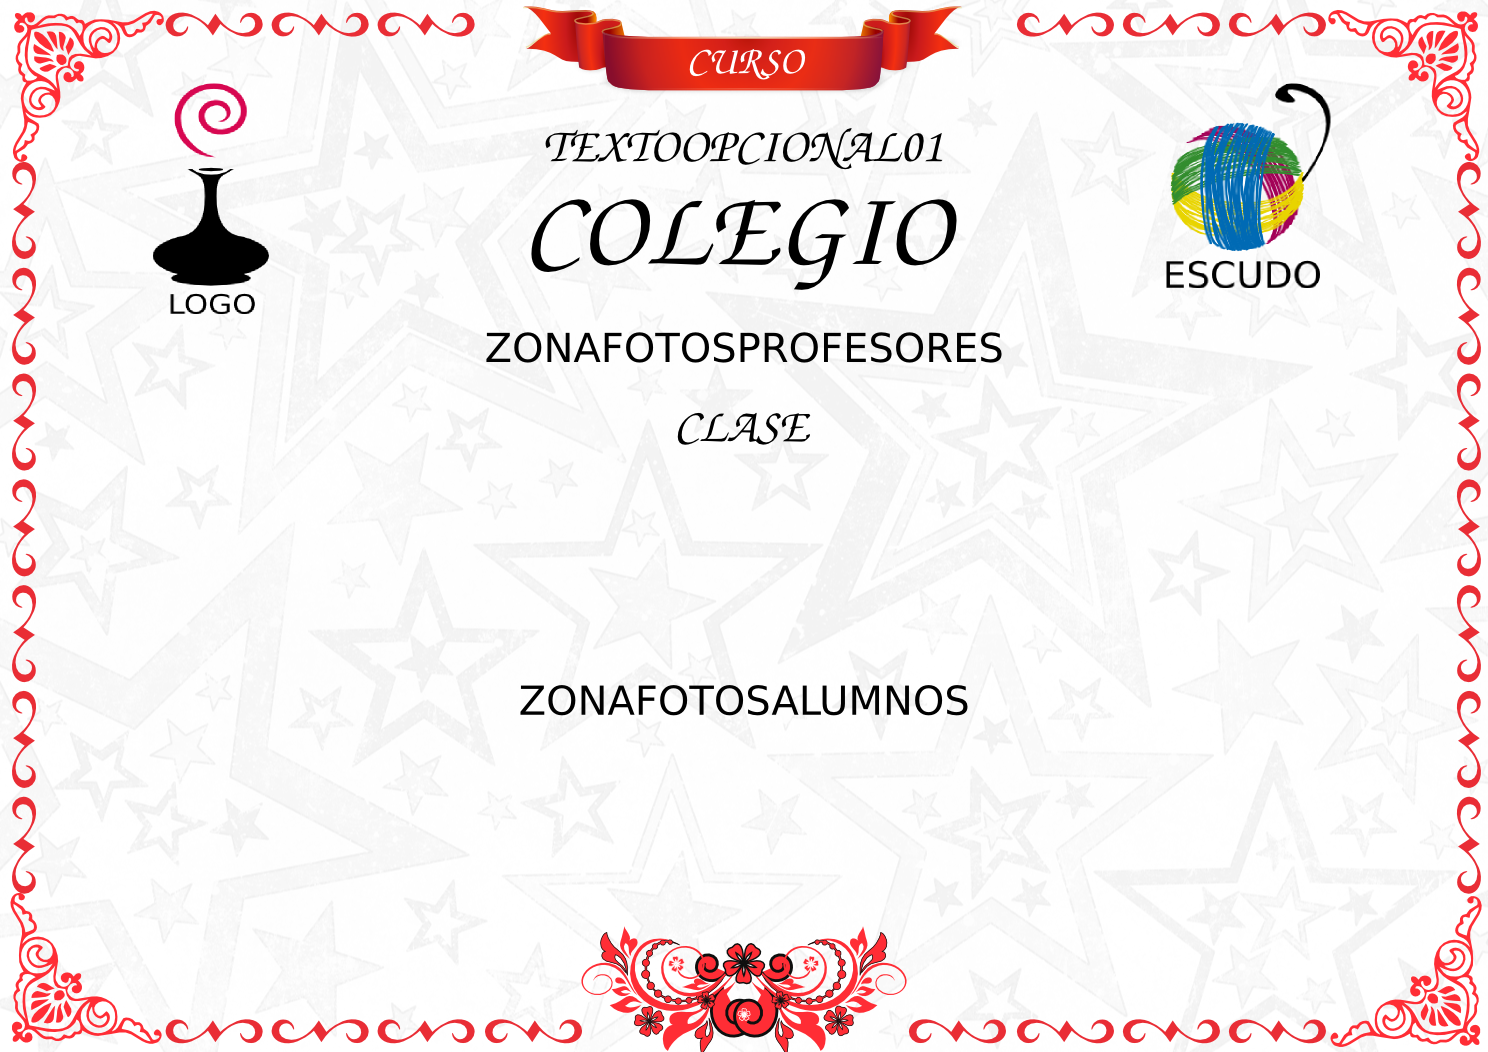 CURSO
TEXTOOPCIONAL01
COLEGIO
LOGO
ESCUDO
ZONAFOTOSPROFESORES
CLASE
ZONAFOTOSALUMNOS